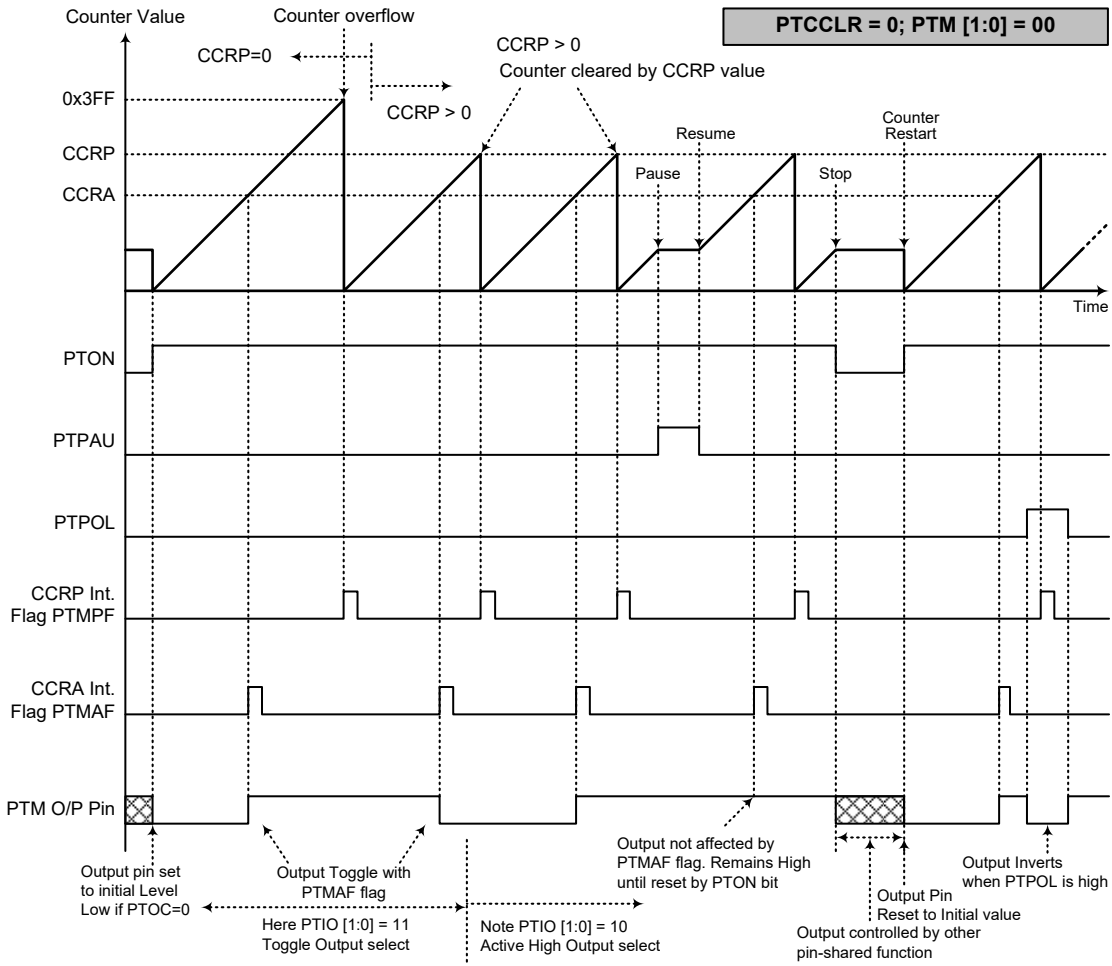 Counter Value
Counter overflow
PTCCLR = 0; PTM [1:0] = 00
CCRP=0
CCRP > 0
CCRP > 0
Counter cleared by CCRP value
0x3FF
CCRP
CCRA
Pause
Resume
Stop
Counter
Restart
Time
PTON
PTPAU
PTPOL
CCRP Int.
Flag PTMPF
CCRA Int.
Flag PTMAF
PTM O/P Pin
Output pin set
to initial Level
Low if PTOC=0
Output Toggle with
PTMAF flag
Here PTIO [1:0] = 11
Toggle Output select
Note PTIO [1:0] = 10
Active High Output select
Output not affected by
PTMAF flag. Remains High
until reset by PTON bit
Output Pin
Reset to Initial value
Output controlled by other
pin-shared function
Output Inverts
when PTPOL is high